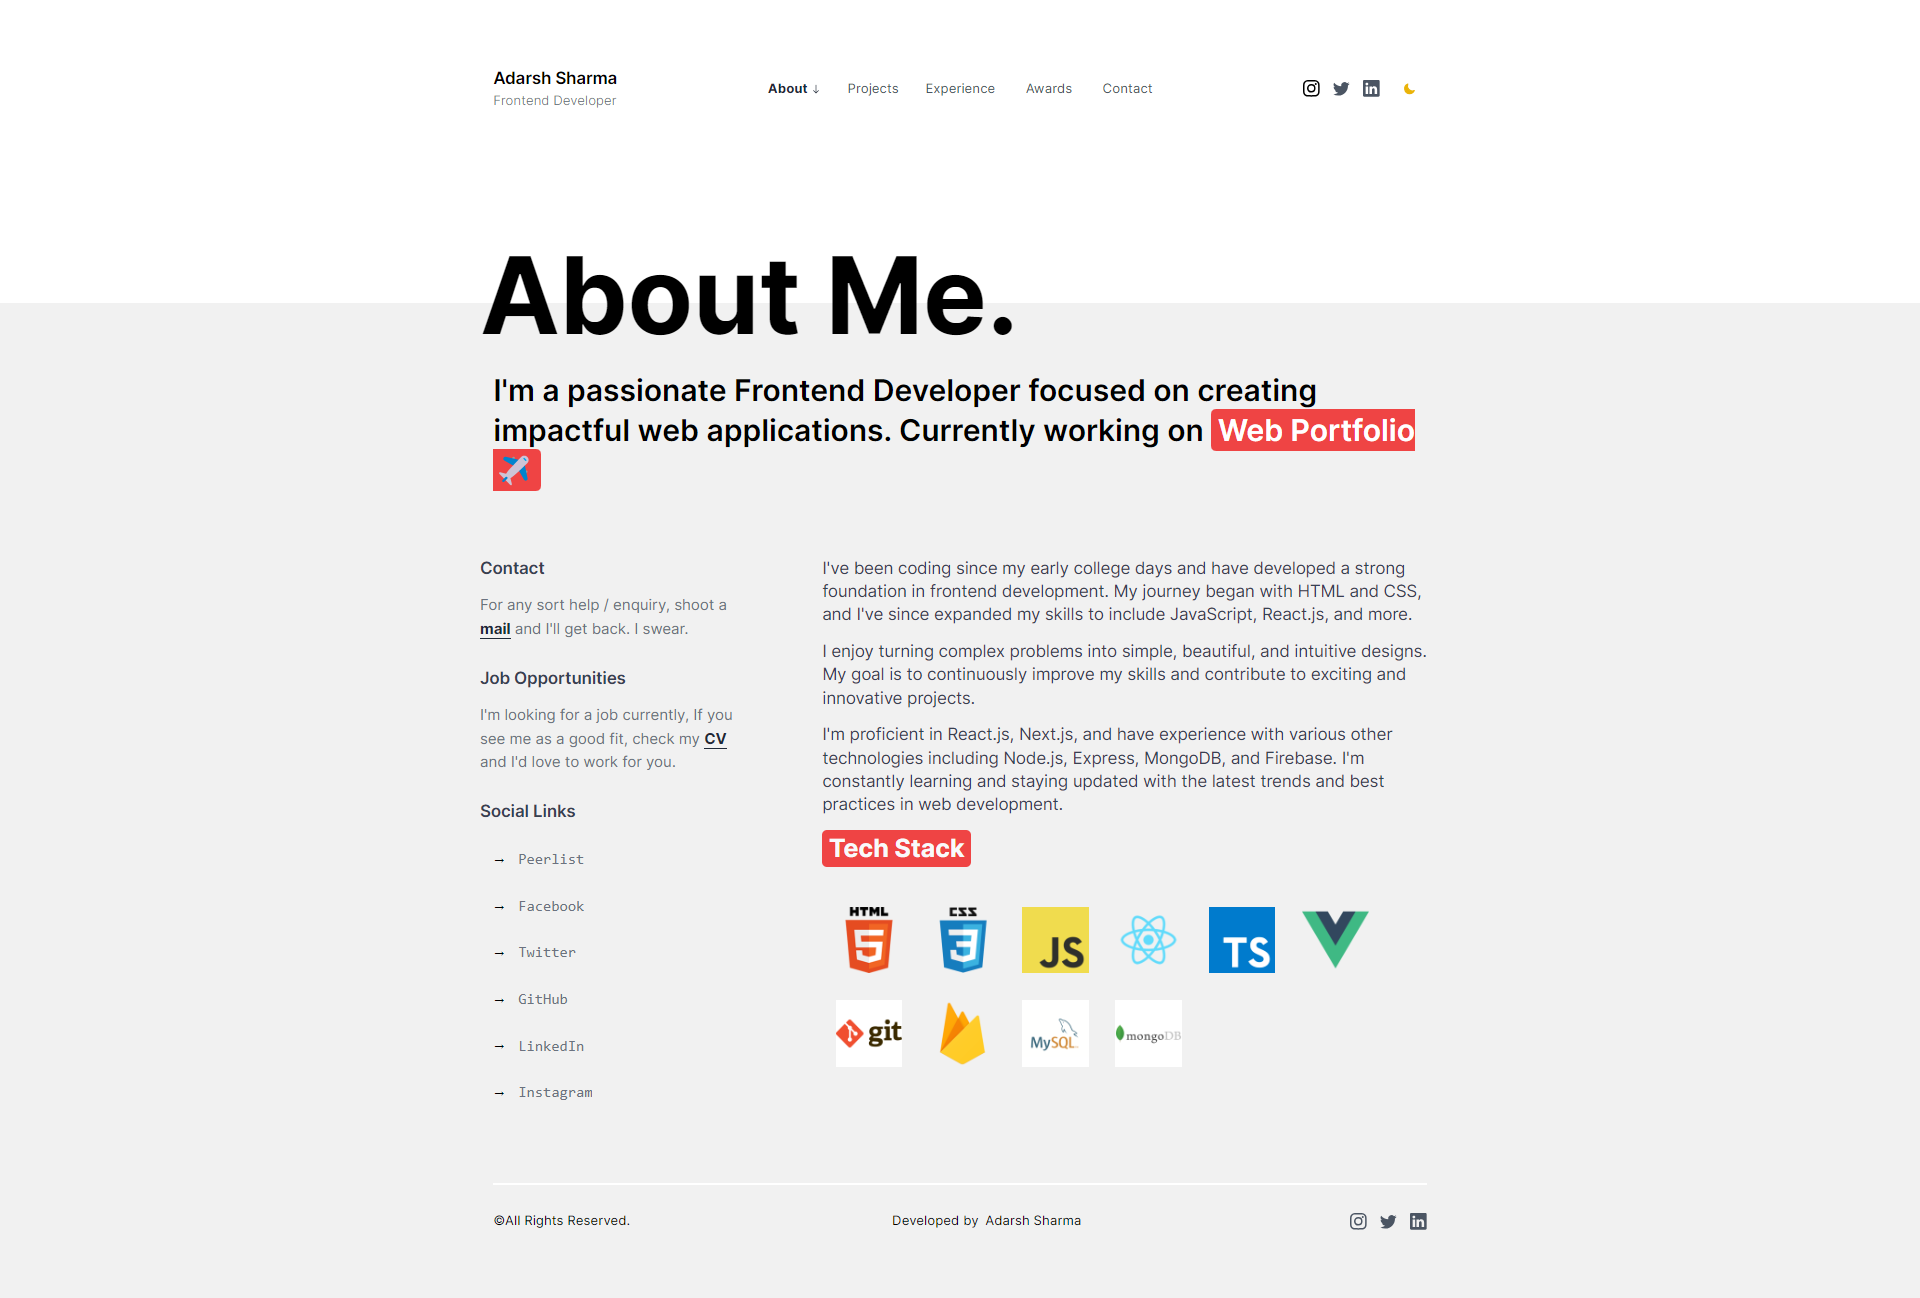 Adarsh Sharma
Frontend Developer
About ↓
Projects
Experience
Awards
Contact
About Me.
I'm a passionate Frontend Developer focused on creating
impactful web applications. Currently working on Web Portfolio
✈️
Contact
For any sort help / enquiry, shoot a
mail and I'll get back. I swear.
Job Opportunities
I'm looking for a job currently, If you
see me as a good fit, check my CV
and I'd love to work for you.
Social Links
→ Peerlist
→ Facebook
→ Twitter
→ GitHub
→ LinkedIn
→ Instagram
I've been coding since my early college days and have developed a strong
foundation in frontend development. My journey began with HTML and CSS,
and I've since expanded my skills to include JavaScript, React.js, and more.
I enjoy turning complex problems into simple, beautiful, and intuitive designs.
My goal is to continuously improve my skills and contribute to exciting and
innovative projects.
I'm proficient in React.js, Next.js, and have experience with various other
technologies including Node.js, Express, MongoDB, and Firebase. I'm
constantly learning and staying updated with the latest trends and best
practices in web development.
Tech Stack
HTML 5
CSS 3
JS
TS
git
MySQL
mongoDB
©All Rights Reserved.
Developed by Adarsh Sharma